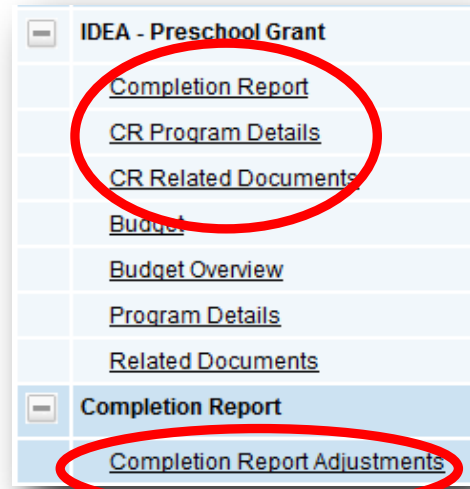 IDEA - Preschool Grant
Completion Report
CR Program Details
CR Related Documents
Budget
Budget Overview
Program Details
Related Documents
Completion Report
Completion Report Adjustments